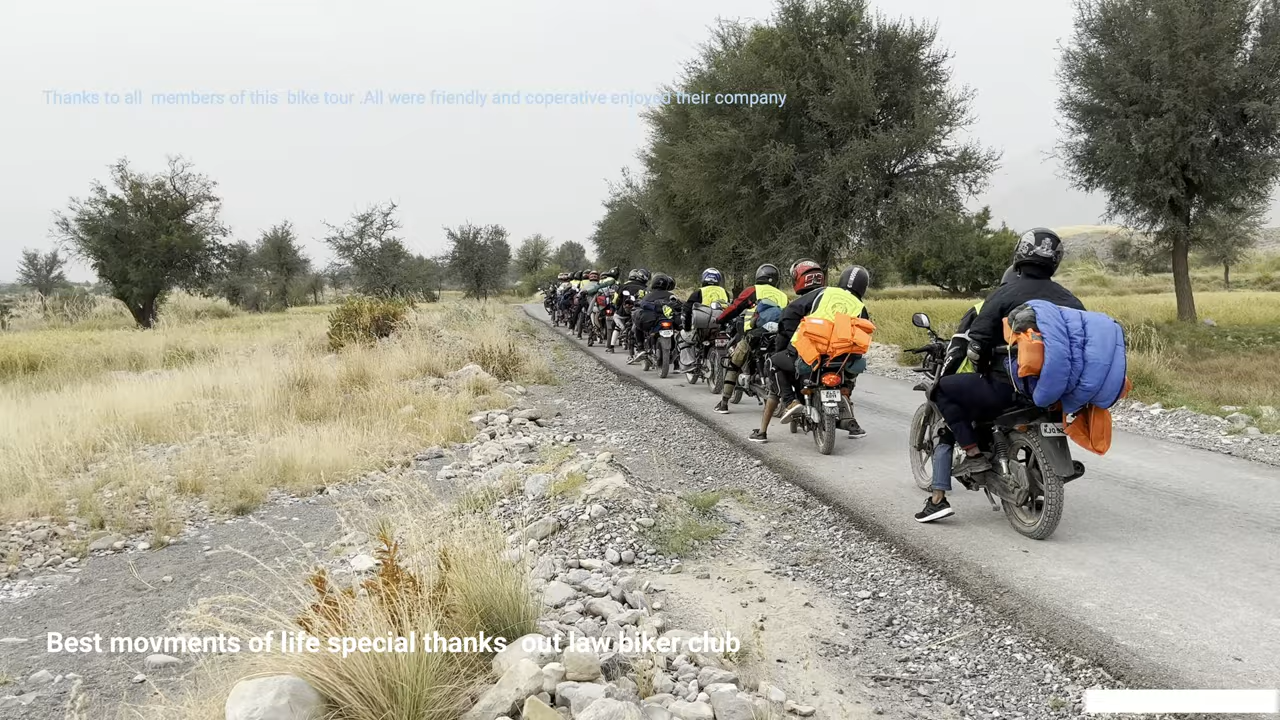 Thanks to all members of this bike tour .All were friendly and coperative enjoyed their company
Best movments of life special thanks out law biker club